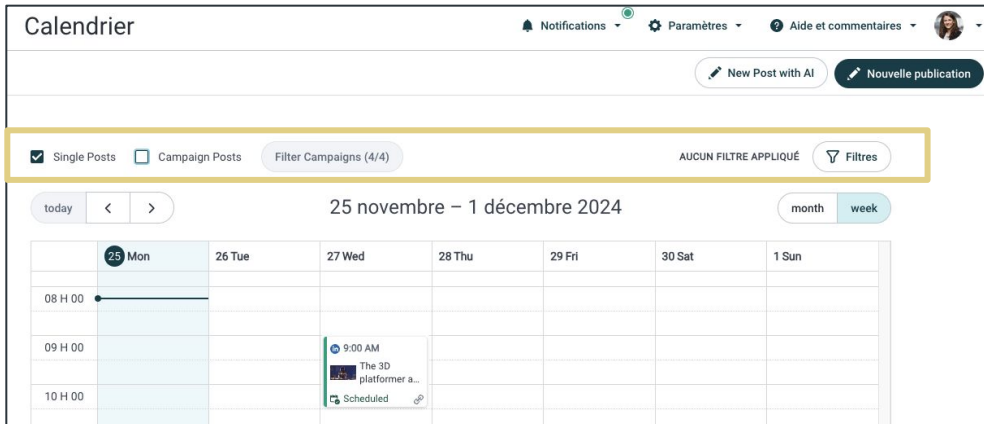 Calendrier
Notifications
Paramètres
Aide et commentaires
New Post with AI
Nouvelle publication
Single Posts
Campaign Posts
Filter Campaigns (4/4)
AUCUN FILTRE APPLIQUÉ
Filtres
today
25 novembre – 1 décembre 2024
month
week
25 Mon
26 Tue
27 Wed
28 Thu
29 Fri
30 Sat
1 Sun
08 H 00
09 H 00
9:00 AM
The 3D
platformer a...
10 H 00
Scheduled